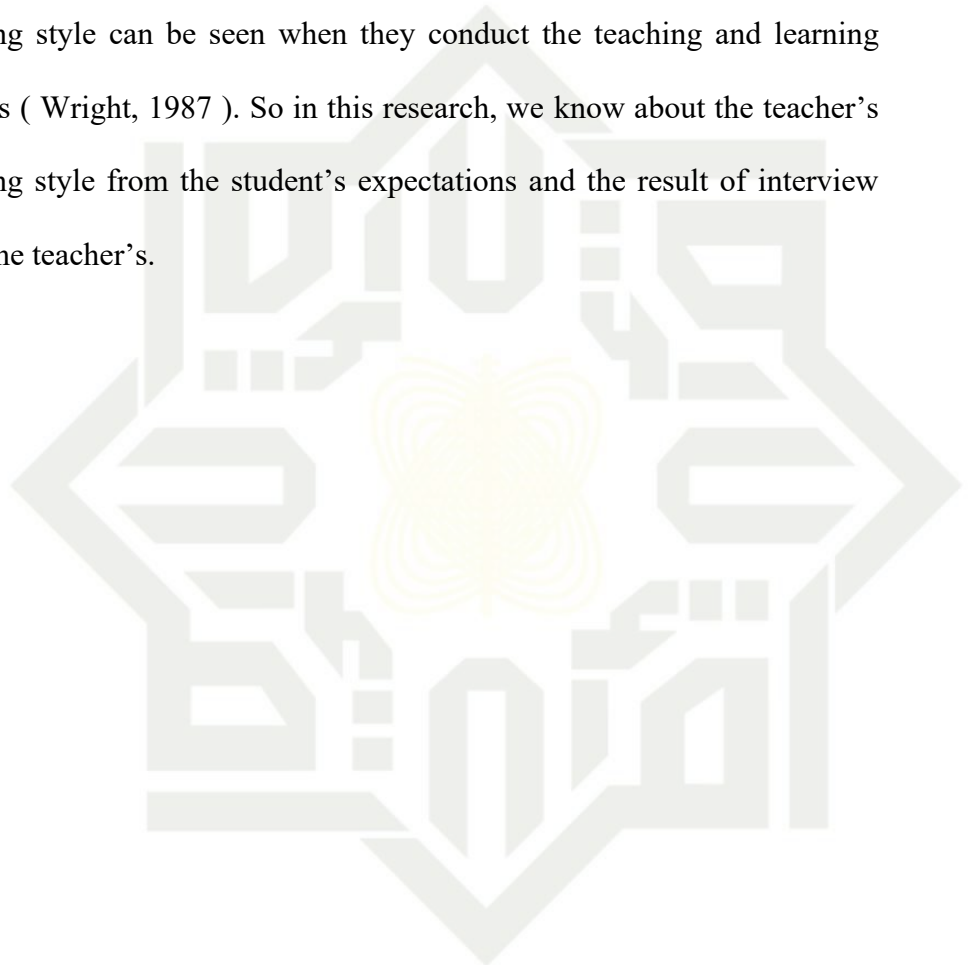 ng style can be seen when they conduct the teaching and learning
s ( Wright, 1987 ). So in this research, we know about the teacher’s
ng style from the student’s expectations and the result of interview
he teacher’s.